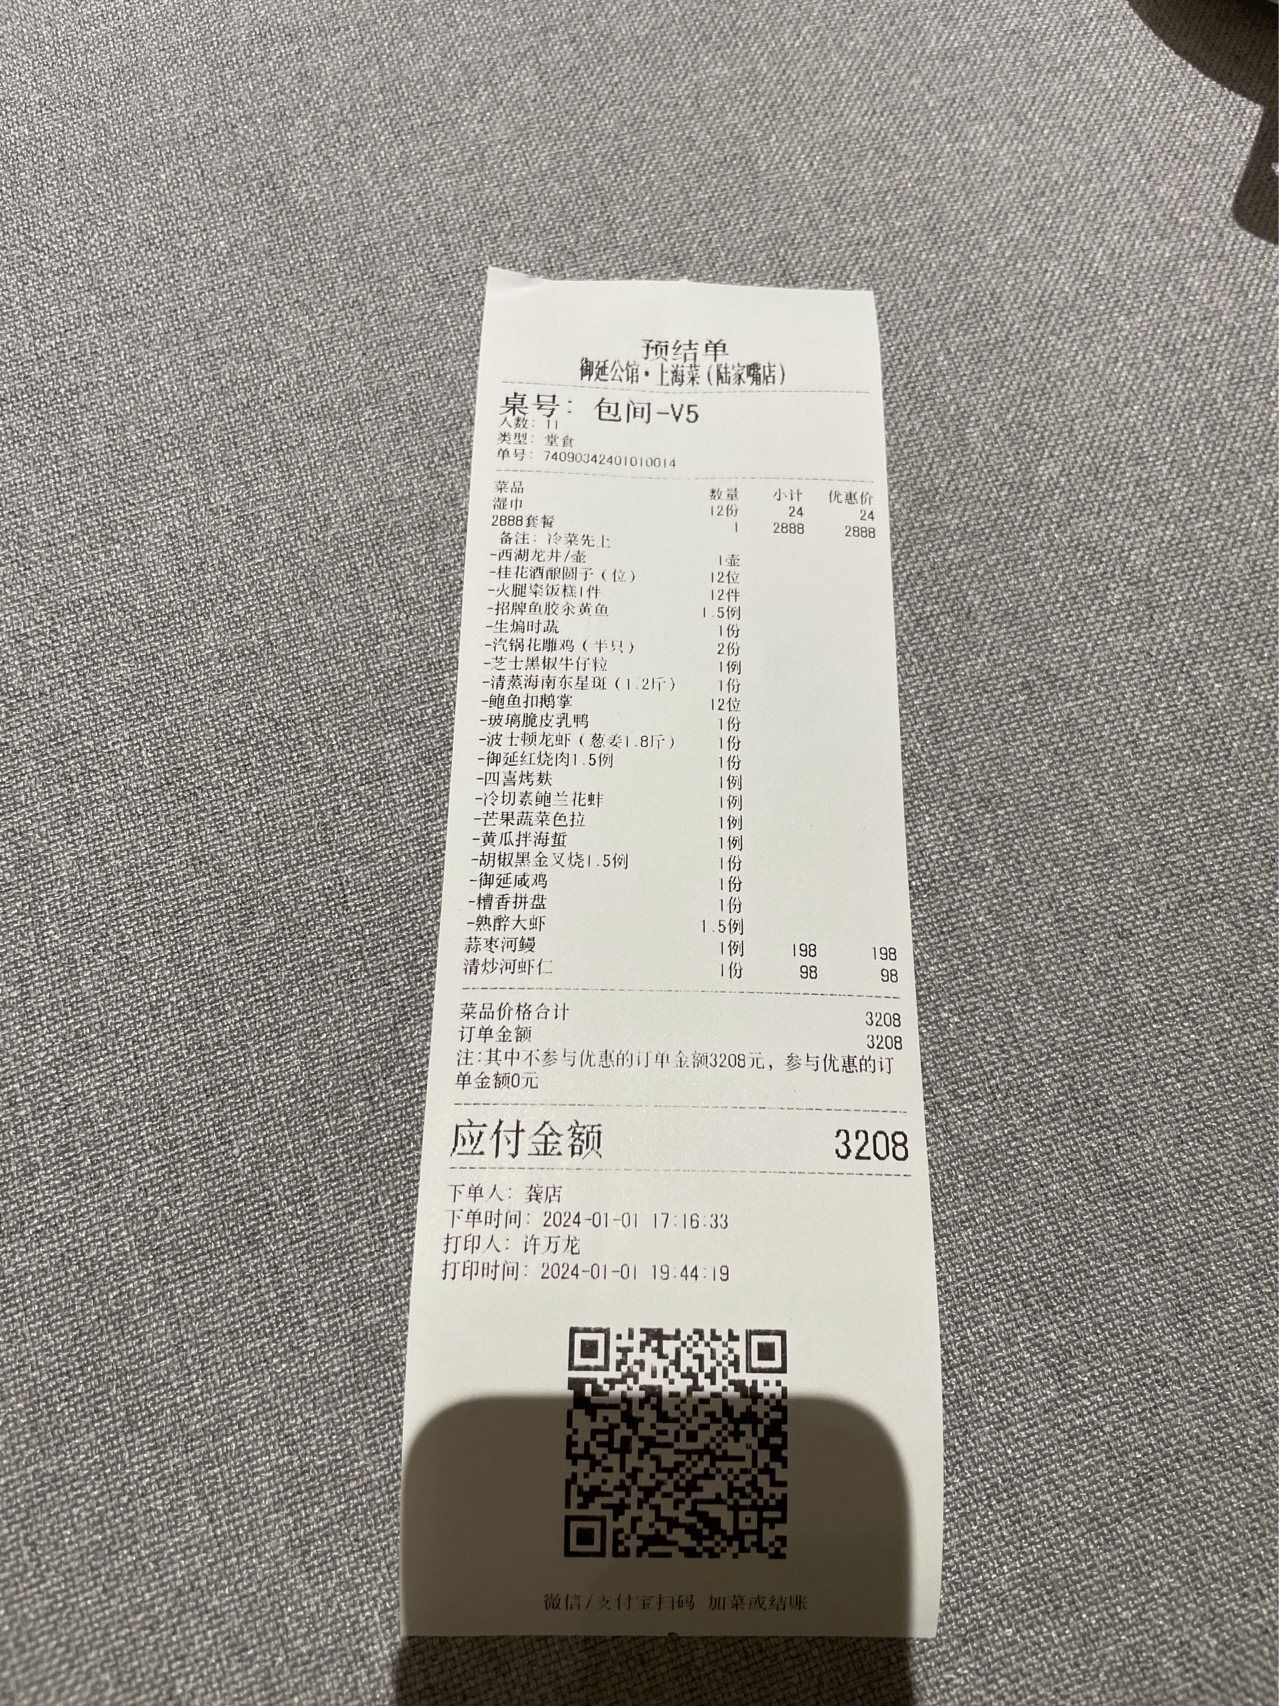 预结单
御延公馆·上海菜(陆家嘴店)
桌号: 包间-V5
人数: 11
类型: 堂食
单号: 74090342401010014
菜品 数量 小计 优惠价
湿巾 12份 24 24
2888套餐 1 2888 2888
备注: 冷菜先上
-西湖龙井/壶 1壶
-桂花酒酿圆子(位) 12位
-火腿粢饭糕1件 12件
-招牌鱼胶汆黄鱼 1.5例
-生煸时蔬 1份
-汽锅花雕鸡(半只) 2份
-芝士黑椒牛仔粒 1例
-清蒸海南东星斑(1.2斤) 1份
-鲍鱼扣鹅掌 12位
-玻璃脆皮乳鸭 1份
-波士顿龙虾(葱姜1.8斤) 1份
-御延红烧肉1.5例 1份
-四喜烤麸 1例
-冷切素鲍兰花蚌 1例
-芒果蔬菜色拉 1例
-黄瓜拌海蜇 1例
-胡椒黑金叉烧1.5例 1份
-御延咸鸡 1份
-糟香拼盘 1份
-熟醉大虾 1.5例
蒜枣河鳗 1例 198 198
清炒河虾仁 1份 98 98
菜品价格合计 3208
订单金额 3208
注:其中不参与优惠的订单金额3208元, 参与优惠的订
单金额0元
应付金额 3208
下单人: 龚店
下单时间: 2024-01-01 17:16:33
打印人: 许万龙
打印时间: 2024-01-01 19:44:19
微信/支付宝扫码 加菜或结账